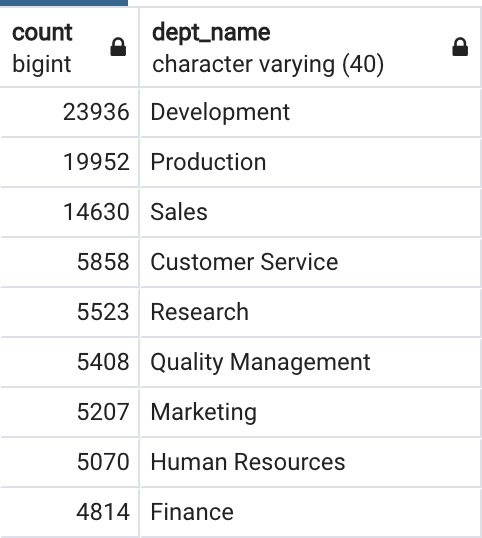 count dept_name
bigint character varying (40)
23936 Development
19952 Production
14630 Sales
5858 Customer Service
5523 Research
5408 Quality Management
5207 Marketing
5070 Human Resources
4814 Finance